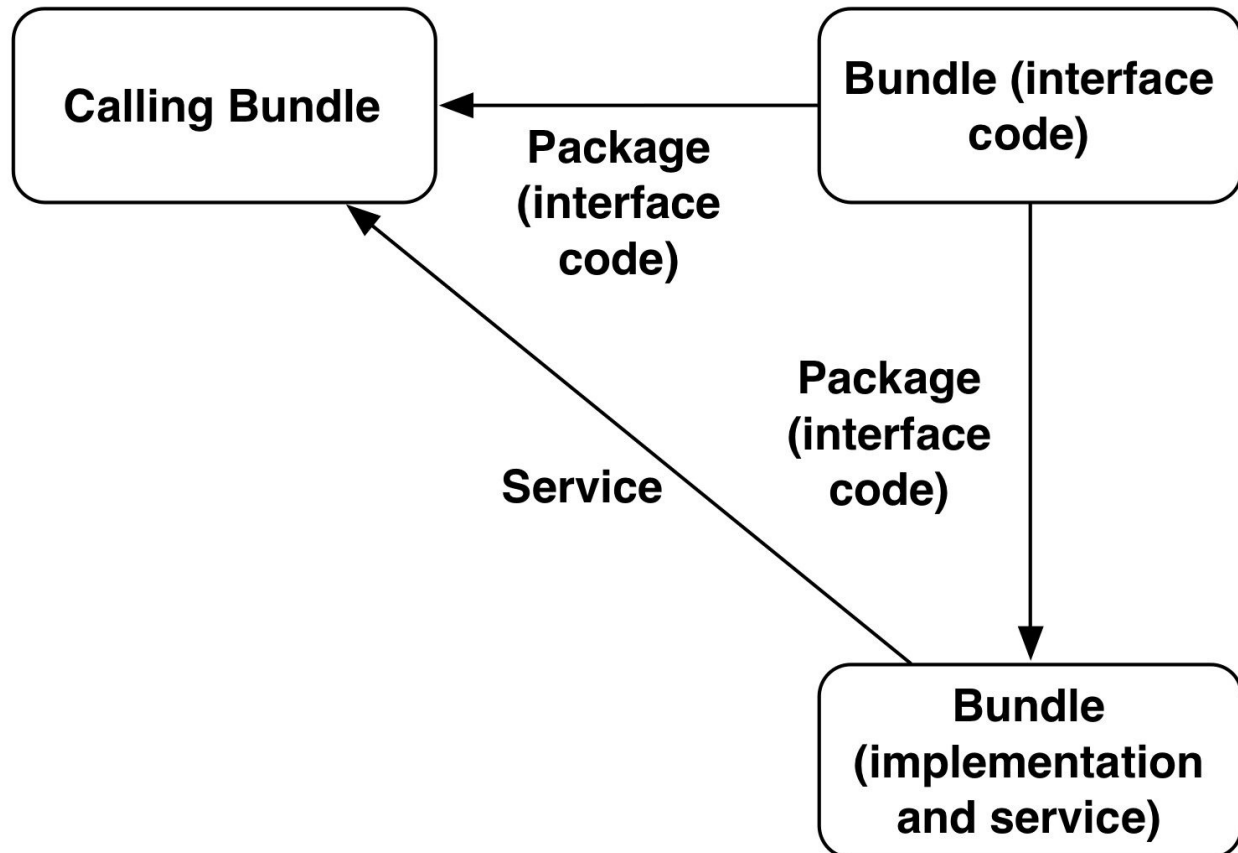 Calling Bundle
Bundle (interface
code)
Package
(interface
code)
Package
(interface
code)
Service
Bundle
(implementation
and service)